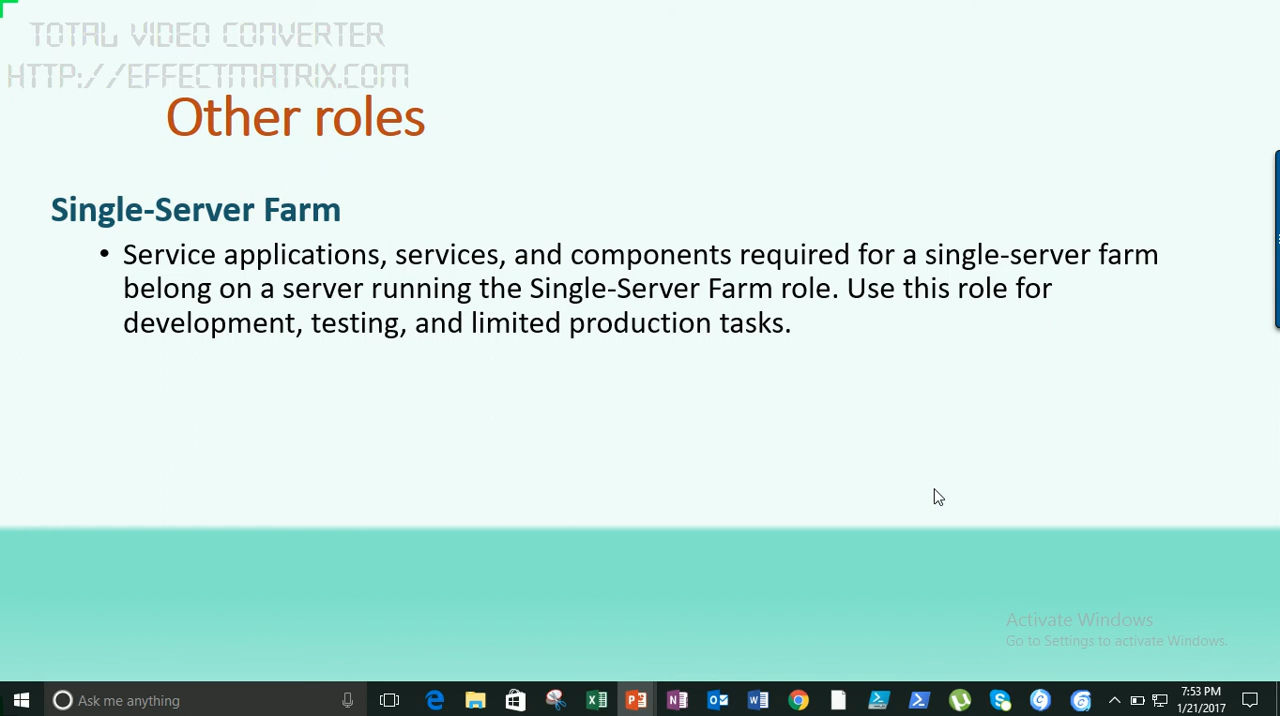 TOTAL VIDEO CONVERTER
HTTP://EFFECTMATRIX.COM
Other roles
Single-Server Farm
• Service applications, services, and components required for a single-server farm
belong on a server running the Single-Server Farm role. Use this role for
development, testing, and limited production tasks.
Activate Windows
Go to Settings to activate Windows.
Ask me anything
7:53 PM
1/21/2017